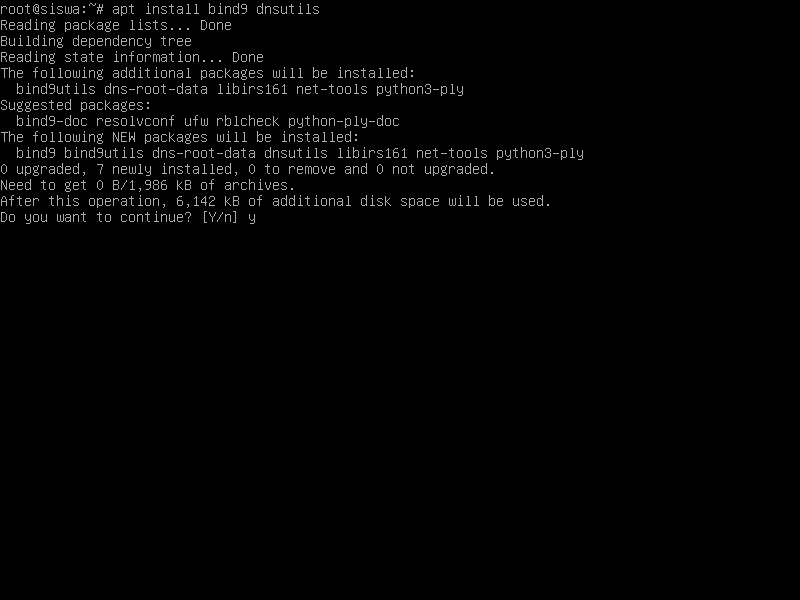 root@siswa:~# apt install bind9 dnsutils
Reading package lists... Done
Building dependency tree
Reading state information... Done
The following additional packages will be installed:
  bind9utils dns-root-data libirs161 net-tools python3-ply
Suggested packages:
  bind9-doc resolvconf ufw rblcheck python-ply-doc
The following NEW packages will be installed:
  bind9 bind9utils dns-root-data dnsutils libirs161 net-tools python3-ply
0 upgraded, 7 newly installed, 0 to remove and 0 not upgraded.
Need to get 0 B/1,986 kB of archives.
After this operation, 6,142 kB of additional disk space will be used.
Do you want to continue? [Y/n] y